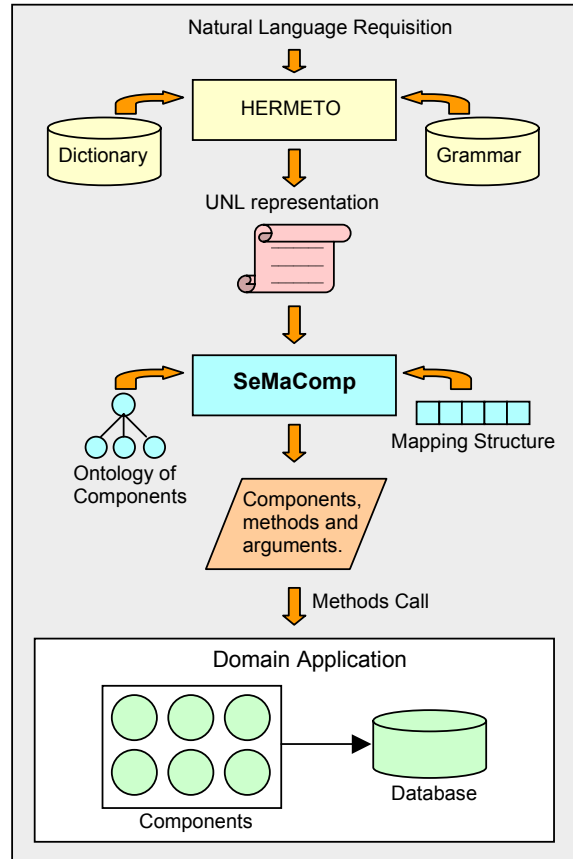 Natural Language Requisition
HERMETO
Dictionary
Grammar
UNL representation
SeMaComp
Ontology of
Components
Mapping Structure
Components,
methods and
arguments.
Methods Call
Domain Application
Components
Database